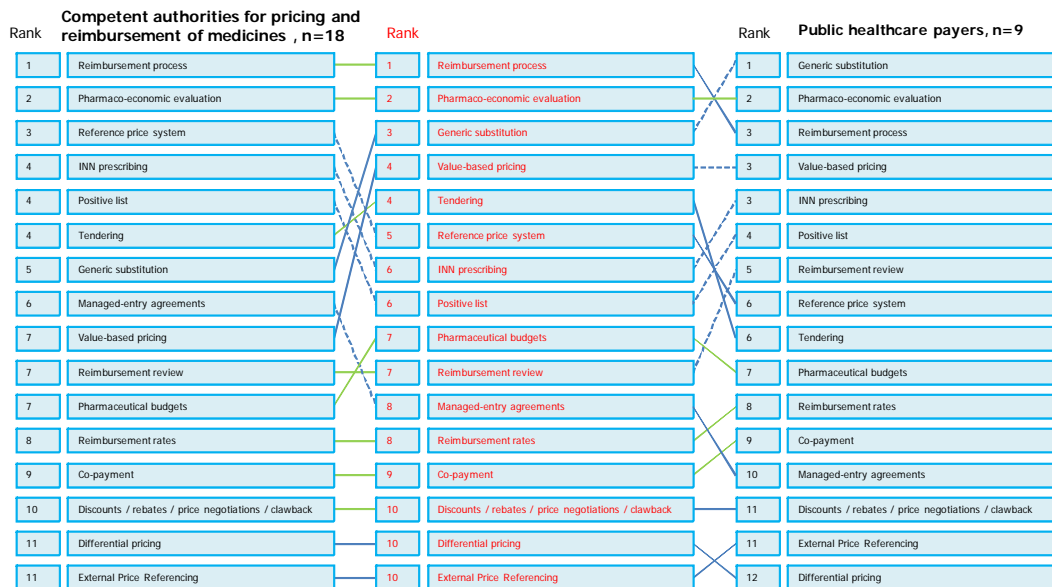 Competent authorities for pricing and
reimbursement of medicines , n=18
Rank
Rank
Rank
Public healthcare payers, n=9
1 Reimbursement process 1 Reimbursement process 1 Generic substitution
2 Pharmaco-economic evaluation 2 Pharmaco-economic evaluation 2 Pharmaco-economic evaluation
3 Reference price system 3 Generic substitution 3 Reimbursement process
4 INN prescribing 4 Value-based pricing 3 Value-based pricing
4 Positive list 4 Tendering 3 INN prescribing
4 Tendering 5 Reference price system 4 Positive list
5 Generic substitution 6 INN prescribing 5 Reimbursement review
6 Managed-entry agreements 6 Positive list 6 Reference price system
7 Value-based pricing 7 Pharmaceutical budgets 6 Tendering
7 Reimbursement review 7 Reimbursement review 7 Pharmaceutical budgets
7 Pharmaceutical budgets 8 Managed-entry agreements 8 Reimbursement rates
8 Reimbursement rates 8 Reimbursement rates 9 Co-payment
9 Co-payment 9 Co-payment 10 Managed-entry agreements
10 Discounts / rebates / price negotiations / clawback 10 Discounts / rebates / price negotiations / clawback 11 Discounts / rebates / price negotiations / clawback
11 Differential pricing 10 Differential pricing 11 External Price Referencing
11 External Price Referencing 10 External Price Referencing 12 Differential pricing